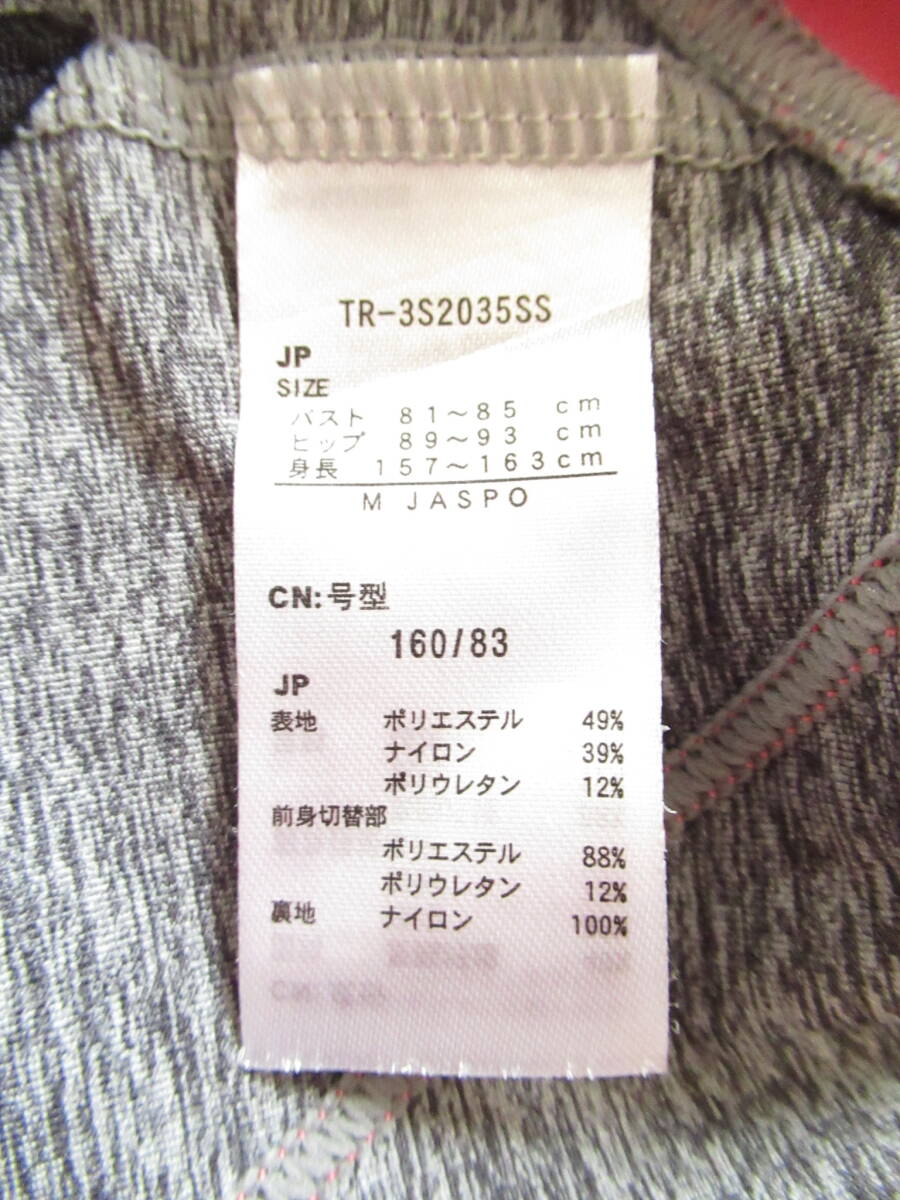 TR-3S2035SS
JP
SIZE
バスト 81〜85 cm
ヒップ 89〜93 cm
身長 157〜163cm
M JASPO
CN:号型
160/83
JP
表地 ポリエステル 49%
ナイロン 39%
ポリウレタン 12%
前身切替部
ポリエステル 88%
ポリウレタン 12%
裏地 ナイロン 100%